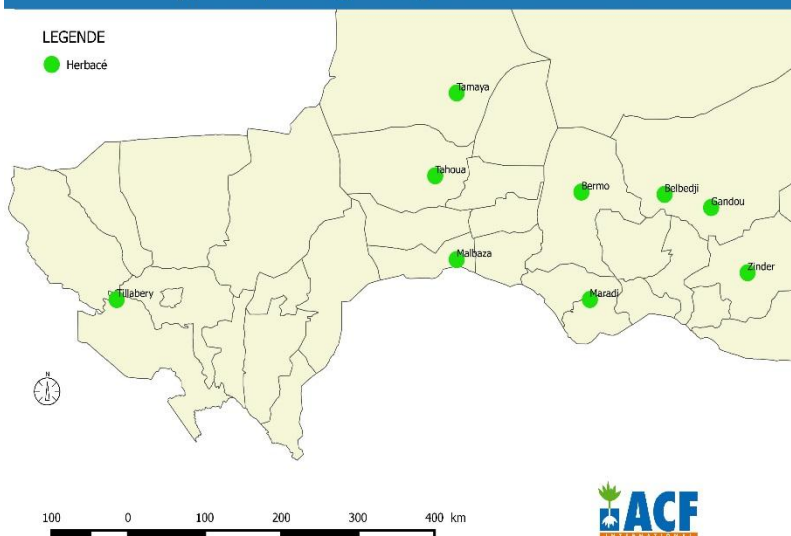 LEGENDE
Herbacé
Tamaya
Tahoua
Bermo
Belbedji
Gandou
Malbaza
Zinder
Tillabery
Maradi
N
100 0 100 200 300 400 km
ACF
INTERNATIONAL